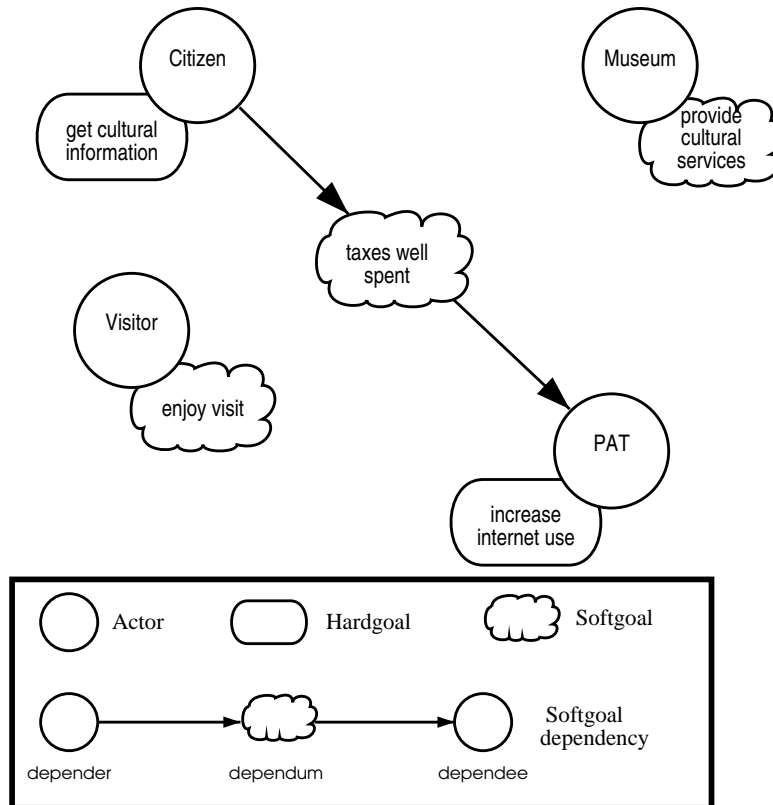 Citizen
get cultural
information
Museum
provide
cultural
services
taxes well
spent
Visitor
enjoy visit
PAT
increase
internet use
Actor
Hardgoal
Softgoal
Softgoal
dependency
depender
dependum
dependee